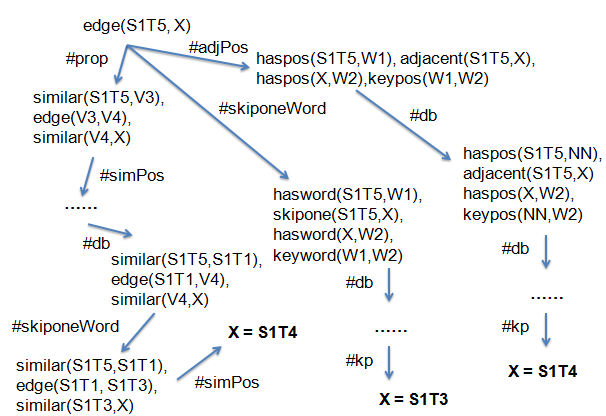 edge(S1T5, X)
#prop
#adjPos
haspos(S1T5,W1), adjacent(S1T5,X),
haspos(X,W2),keypos(W1,W2)
similar(S1T5,V3),
edge(V3,V4),
similar(V4,X)
#skiponeWord
#db
#simPos
......
haspos(S1T5,NN),
adjacent(S1T5,X)
haspos(X,W2),
keypos(NN,W2)
hasword(S1T5,W1),
skipone(S1T5,X),
hasword(X,W2),
keyword(W1,W2)
#db
similar(S1T5,S1T1),
edge(S1T1,V4),
similar(V4,X)
#db
#db
......
......
#skiponeWord
X = S1T4
#kp
#kp
similar(S1T5,S1T1),
edge(S1T1, S1T3),
similar(S1T3,X)
#simPos
X = S1T3
X = S1T4